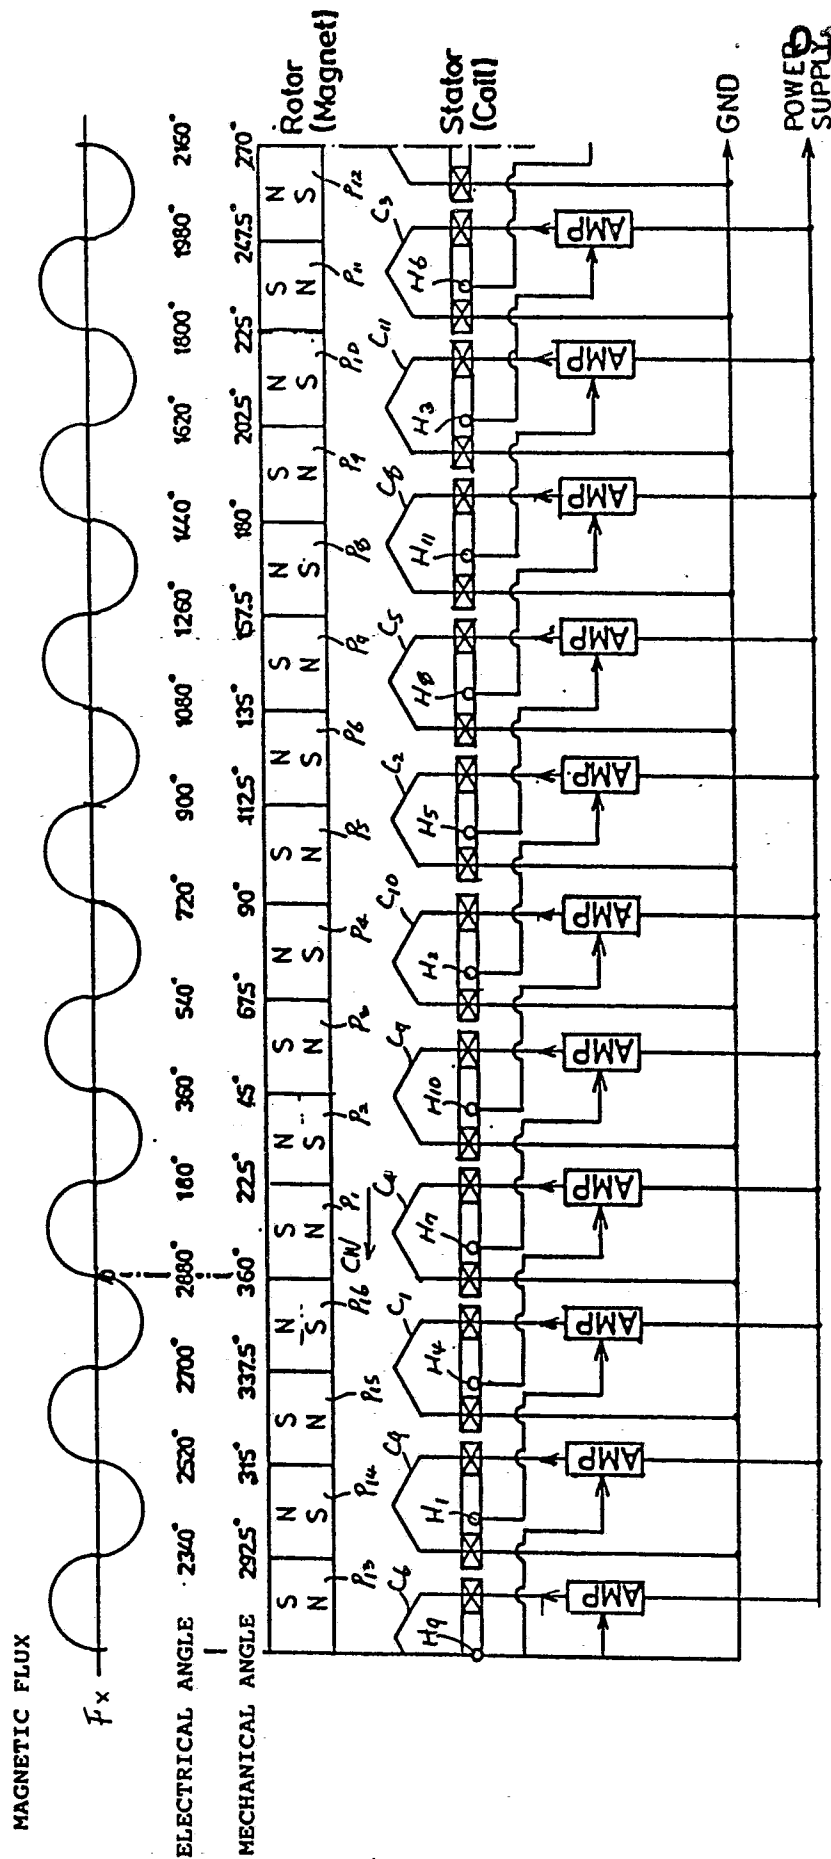 MAGNETIC FLUX
Fx
0
ELECTRICAL ANGLE 2340° 2520° 2700° 2880° 180° 360° 540° 720° 900° 1080° 1260° 1440° 1620° 1800° 1980° 2160°
MECHANICAL ANGLE 292.5° 315° 337.5° 360° 22.5° 45° 67.5° 90° 112.5° 135° 157.5° 180° 202.5° 225° 247.5° 270°
S N S N S N S N S N S N S N S N Rotor
N S N S N S N S N S N S N S N S (Magnet)
P13 P14 P15 P16 P1 P2 P4 P5 P6 P8 P9 P10 P11 P12
CW
C6 C9 C1 C4 C7 C10 C2 C5 C8 C11 C3
H9 H1 H4 H7 H10 H2 H5 H8 H11 H3 H6
Stator
(Coil)
AMP AMP AMP AMP AMP AMP AMP AMP AMP AMP AMP
GND
POWER
SUPPLY